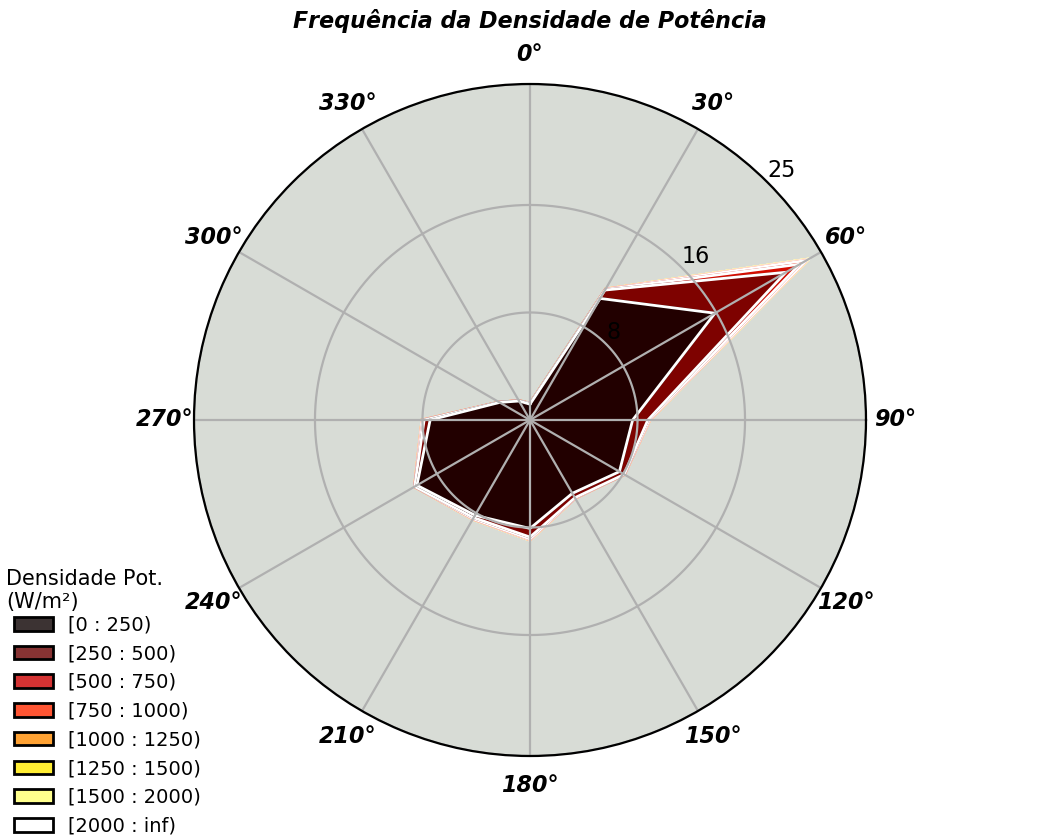 Frequência da Densidade de Potência
0°
330°
30°
25
300°
60°
16
8
270°
90°
240°
120°
210°
150°
180°
Densidade Pot.
(W/m²)
[0 : 250)
[250 : 500)
[500 : 750)
[750 : 1000)
[1000 : 1250)
[1250 : 1500)
[1500 : 2000)
[2000 : inf)